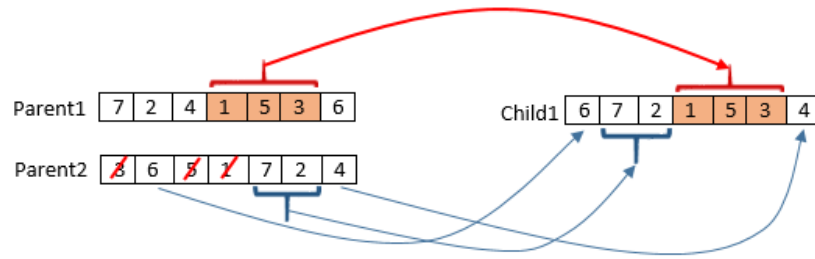 Parent1 7 2 4 1 5 3 6
Child1 6 7 2 1 5 3 4
Parent2 3 6 5 1 7 2 4